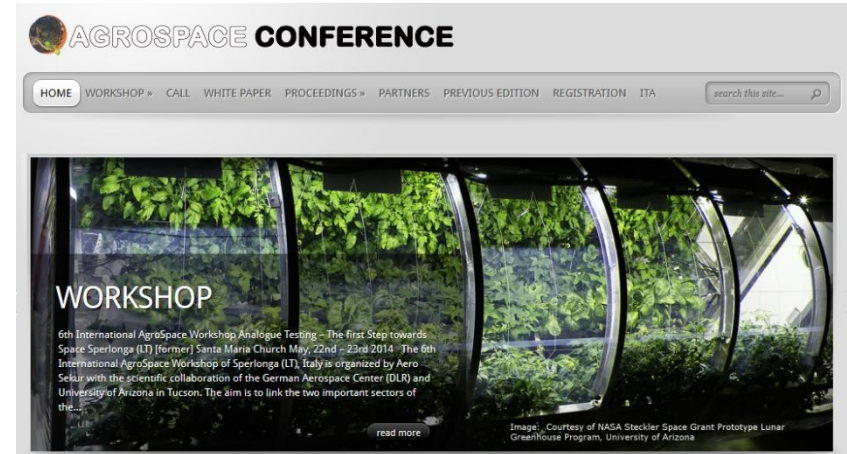 AGROSPACE CONFERENCE
HOME WORKSHOP » CALL WHITE PAPER PROCEEDINGS » PARTNERS PREVIOUS EDITION REGISTRATION ITA search this site...
WORKSHOP
6th International AgroSpace Workshop Analogue Testing – The first Step towards
Space Sperlonga (LT) [former] Santa Maria Church May, 22nd – 23rd 2014 The 6th
International AgroSpace Workshop of Sperlonga (LT), Italy is organized by Aero
Sekur with the scientific collaboration of the German Aerospace Center (DLR) and
University of Arizona in Tucson. The aim is to link the two important sectors of
the...
read more
Image: Courtesy of NASA Steckler Space Grant Prototype Lunar
Greenhouse Program, University of Arizona